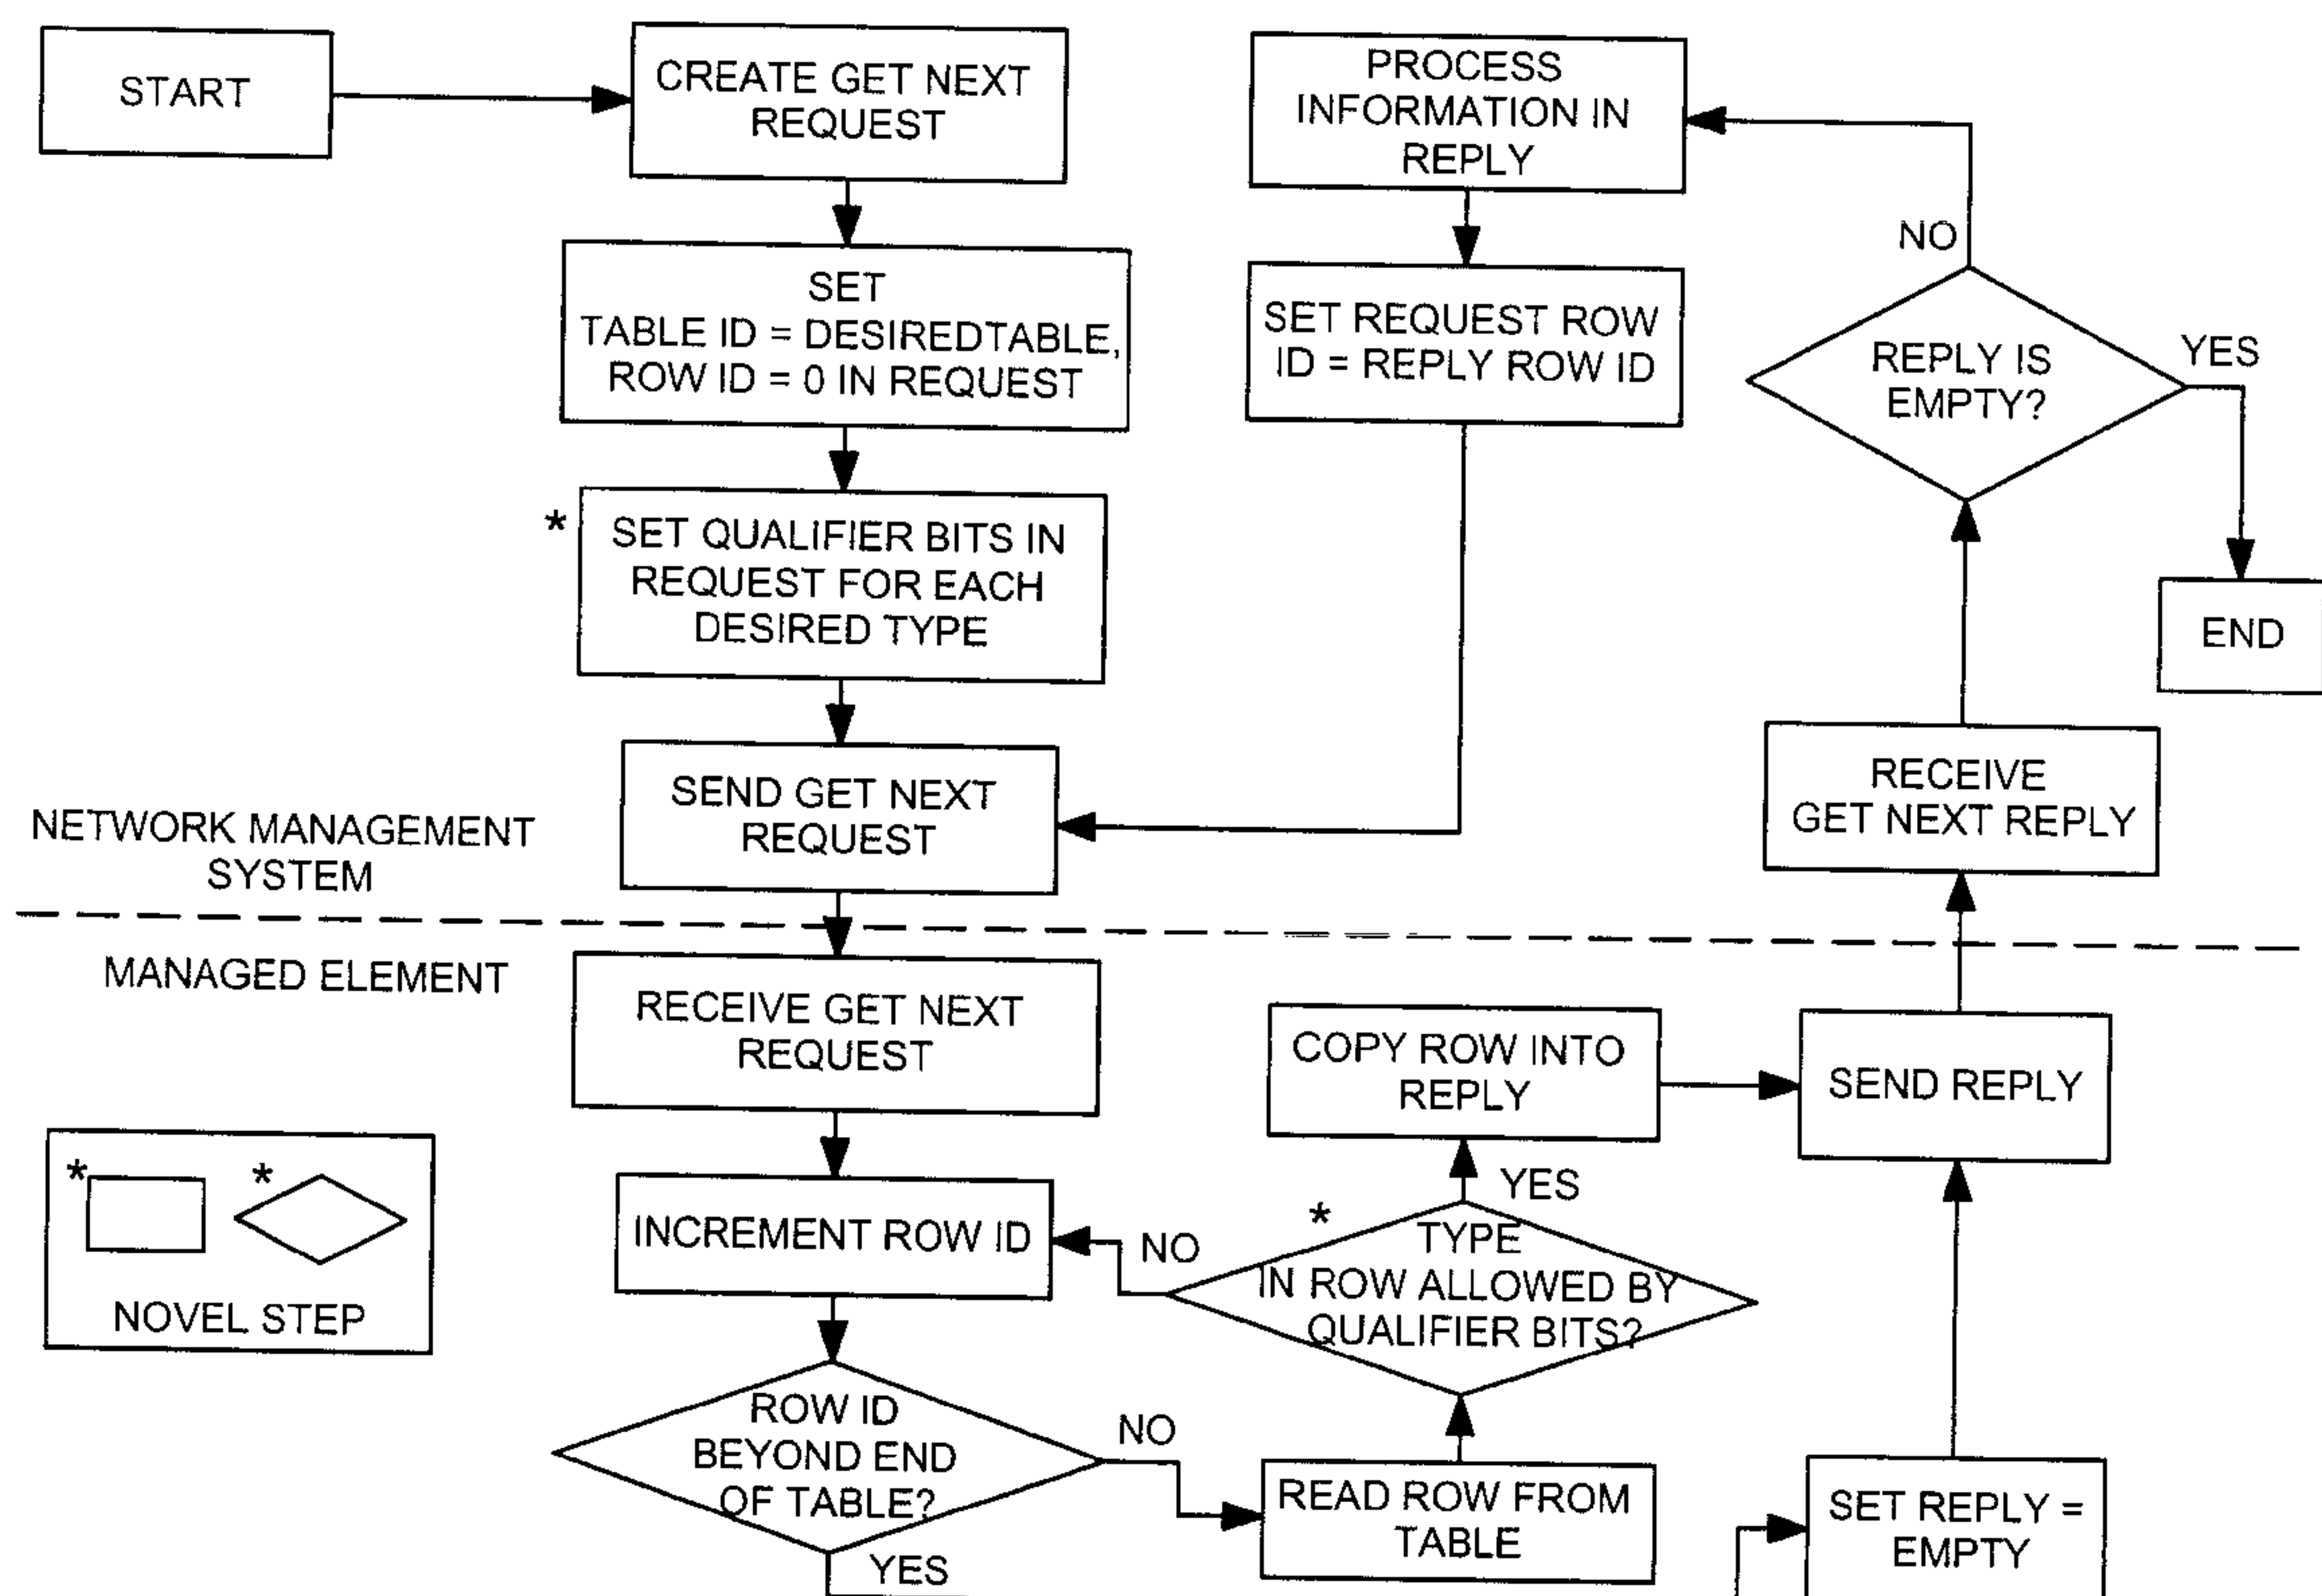 START
CREATE GET NEXT
REQUEST
SET
TABLE ID = DESIREDTABLE,
ROW ID = 0 IN REQUEST
*
SET QUALIFIER BITS IN
REQUEST FOR EACH
DESIRED TYPE
SEND GET NEXT
REQUEST
PROCESS
INFORMATION IN
REPLY
SET REQUEST ROW
ID = REPLY ROW ID
NO
REPLY IS
EMPTY?
YES
END
RECEIVE
GET NEXT REPLY
NETWORK MANAGEMENT
SYSTEM
MANAGED ELEMENT
RECEIVE GET NEXT
REQUEST
COPY ROW INTO
REPLY
SEND REPLY
* *
NOVEL STEP
INCREMENT ROW ID
NO
*
YES
TYPE
IN ROW ALLOWED BY
QUALIFIER BITS?
ROW ID
BEYOND END
OF TABLE?
NO
YES
READ ROW FROM
TABLE
SET REPLY =
EMPTY